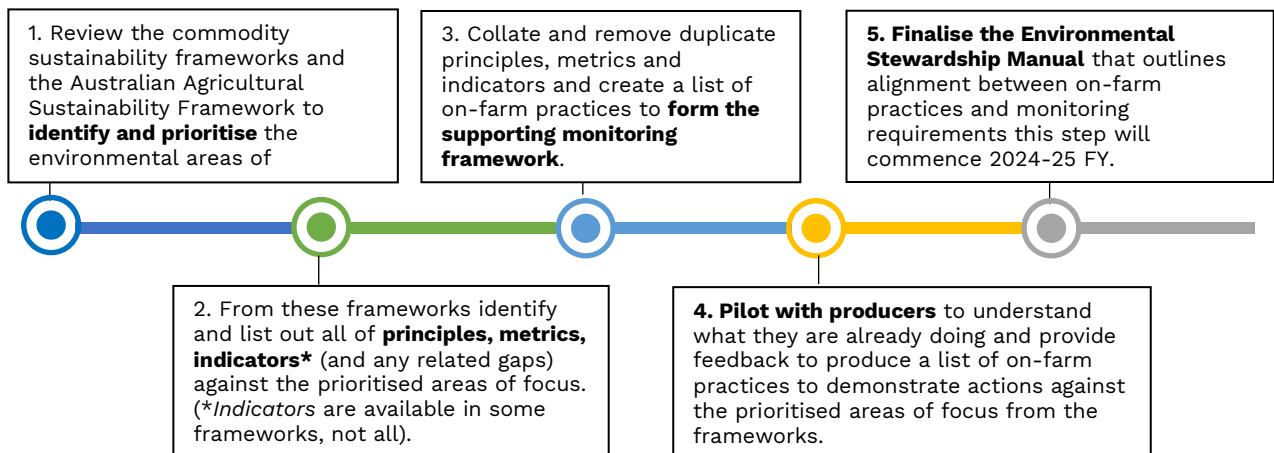 1. Review the commodity
sustainability frameworks and
the Australian Agricultural
Sustainability Framework to
identify and prioritise the
environmental areas of
2. From these frameworks identify
and list out all of principles, metrics,
indicators* (and any related gaps)
against the prioritised areas of focus.
(*Indicators are available in some
frameworks, not all).
3. Collate and remove duplicate
principles, metrics and
indicators and create a list of
on-farm practices to form the
supporting monitoring
framework.
4. Pilot with producers to understand
what they are already doing and provide
feedback to produce a list of on-farm
practices to demonstrate actions against
the prioritised areas of focus from the
frameworks.
5. Finalise the Environmental
Stewardship Manual that outlines
alignment between on-farm
practices and monitoring
requirements this step will
commence 2024-25 FY.